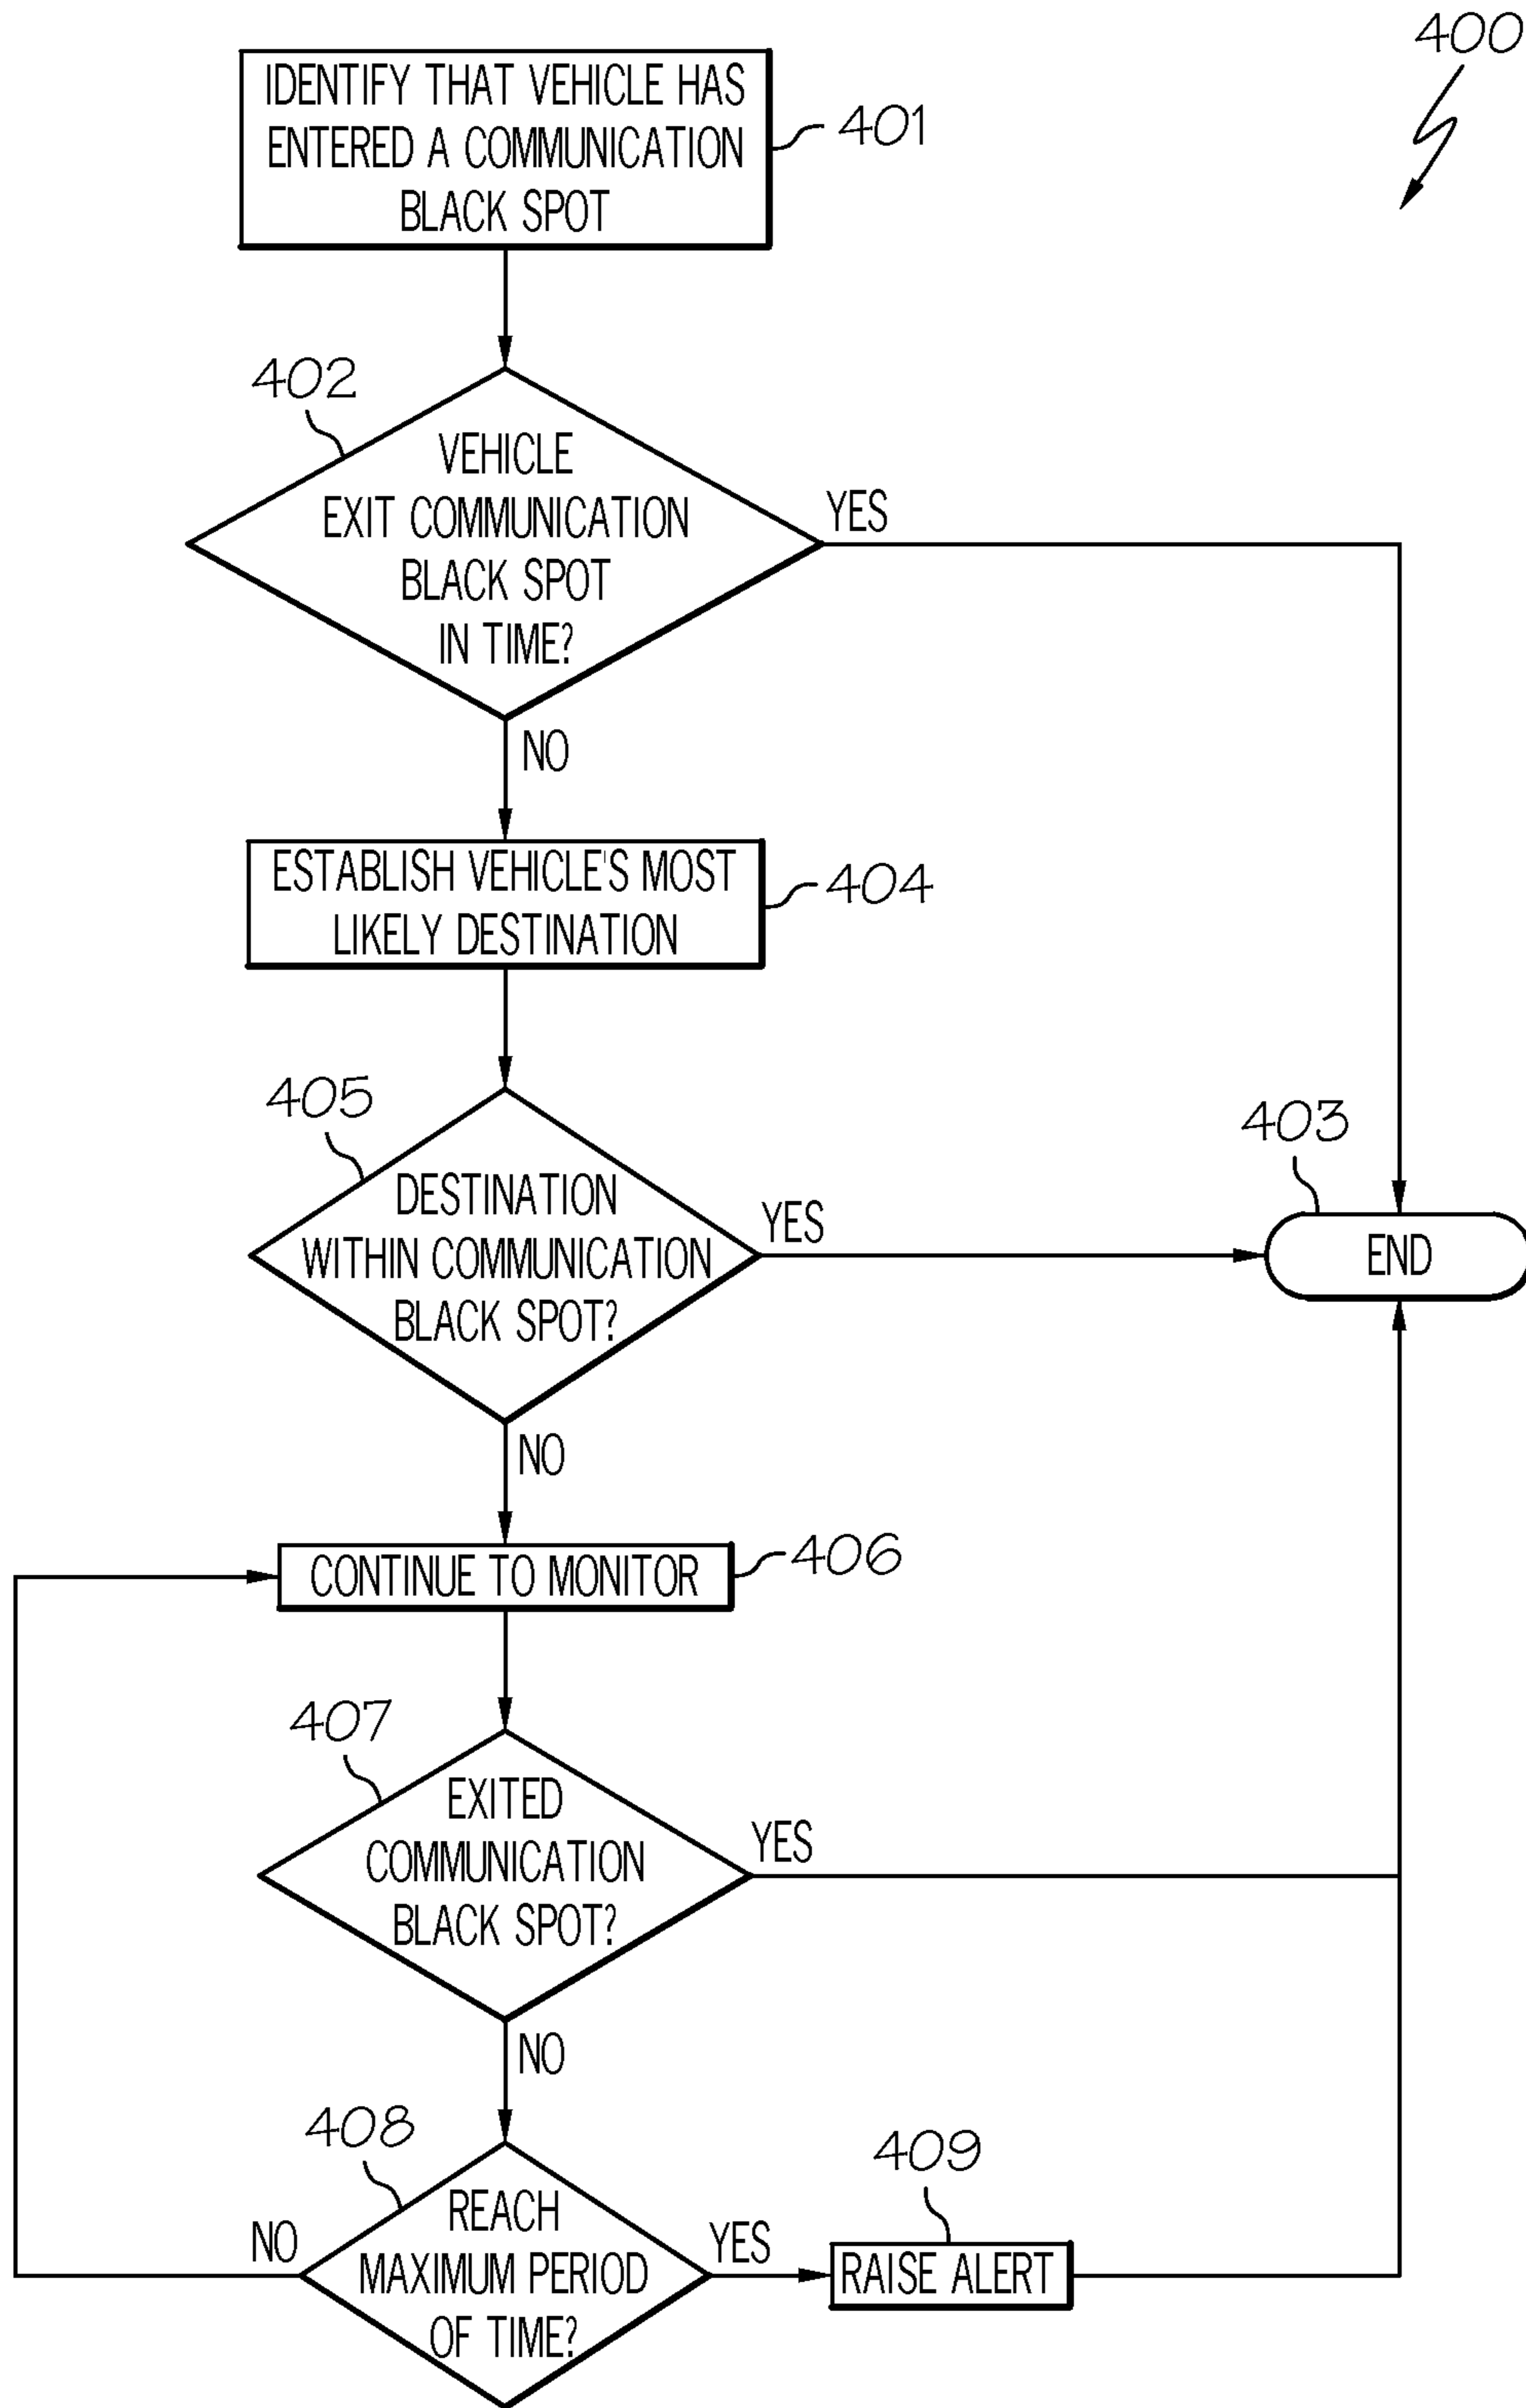 400
IDENTIFY THAT VEHICLE HAS
ENTERED A COMMUNICATION
BLACK SPOT
401
402
VEHICLE
EXIT COMMUNICATION
BLACK SPOT
IN TIME?
YES
NO
ESTABLISH VEHICLE'S MOST
LIKELY DESTINATION
404
405
DESTINATION
WITHIN COMMUNICATION
BLACK SPOT?
YES
403
END
NO
CONTINUE TO MONITOR
406
407
EXITED
COMMUNICATION
BLACK SPOT?
YES
NO
408
REACH
MAXIMUM PERIOD
OF TIME?
NO
YES
409
RAISE ALERT